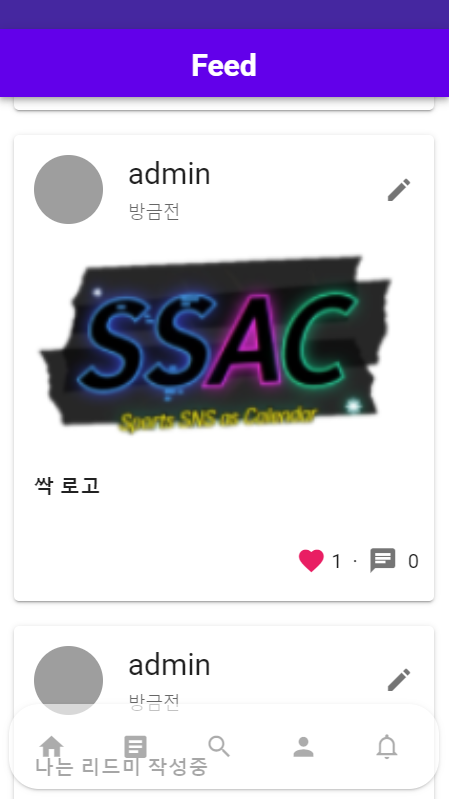 Feed
admin
방금전
SSAC
Sports SNS as Calendar
싹 로고
1 · 0
admin
방금전
나는 리드미 작성중